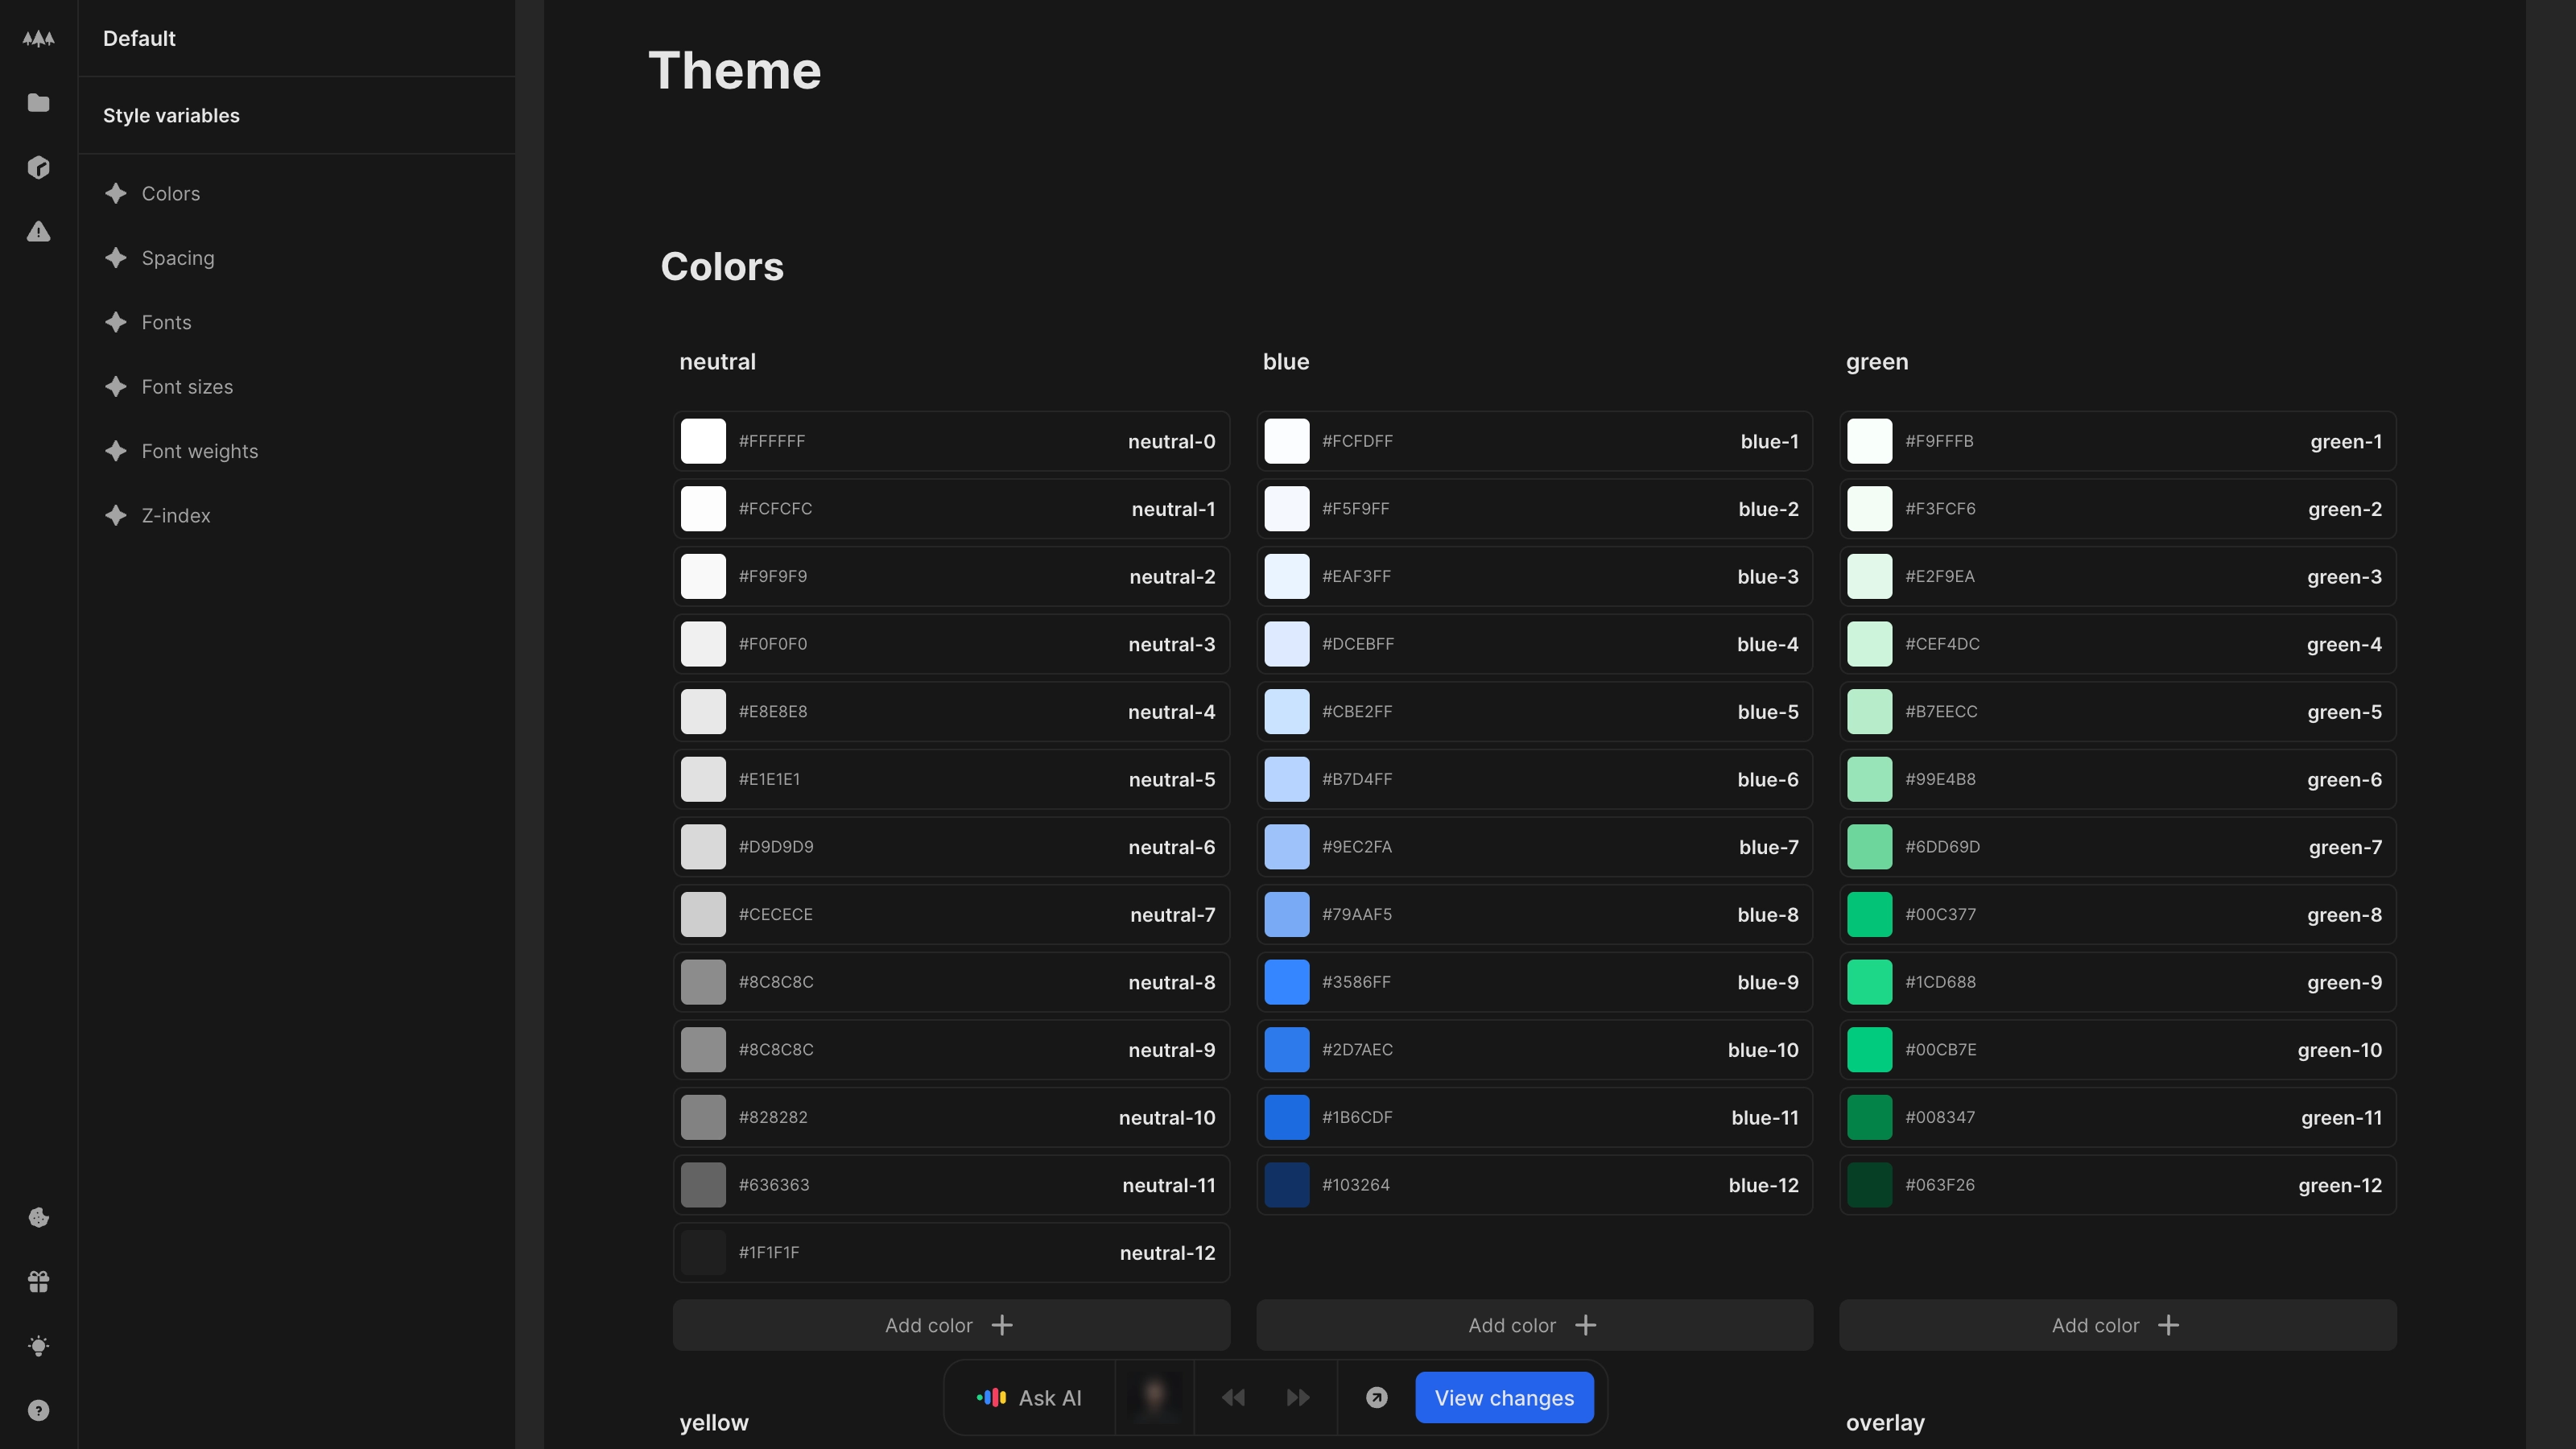 Default
Style variables
Colors
Spacing
Fonts
Font sizes
Font weights
Z-index
Theme
Colors
neutral
#FFFFFF neutral-0
#FCFCFC neutral-1
#F9F9F9 neutral-2
#F0F0F0 neutral-3
#E8E8E8 neutral-4
#E1E1E1 neutral-5
#D9D9D9 neutral-6
#CECECE neutral-7
#8C8C8C neutral-8
#8C8C8C neutral-9
#828282 neutral-10
#636363 neutral-11
#1F1F1F neutral-12
Add color
blue
#FCFDFF blue-1
#F5F9FF blue-2
#EAF3FF blue-3
#DCEBFF blue-4
#CBE2FF blue-5
#B7D4FF blue-6
#9EC2FA blue-7
#79AAF5 blue-8
#3586FF blue-9
#2D7AEC blue-10
#1B6CDF blue-11
#103264 blue-12
Add color
green
#F9FFFB green-1
#F3FCF6 green-2
#E2F9EA green-3
#CEF4DC green-4
#B7EECC green-5
#99E4B8 green-6
#6DD69D green-7
#00C377 green-8
#1CD688 green-9
#00CB7E green-10
#008347 green-11
#063F26 green-12
Add color
yellow
overlay
Ask AI
View changes